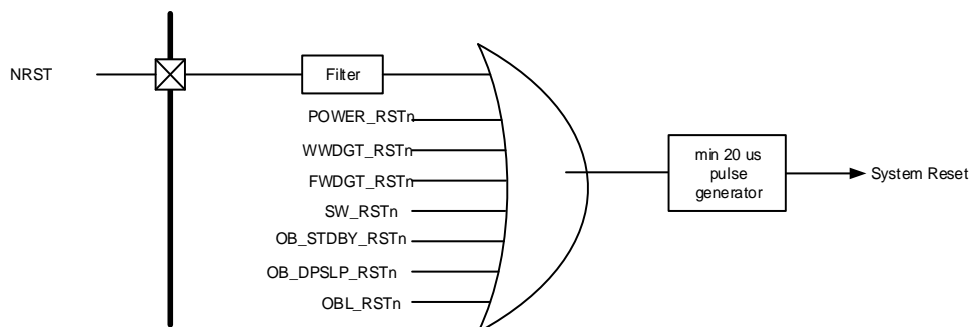 NRST
Filter
POWER_RSTn
WWDGT_RSTn
FWDGT_RSTn
SW_RSTn
OB_STDBY_RSTn
OB_DPSLP_RSTn
OBL_RSTn
min 20 us
pulse
generator
System Reset